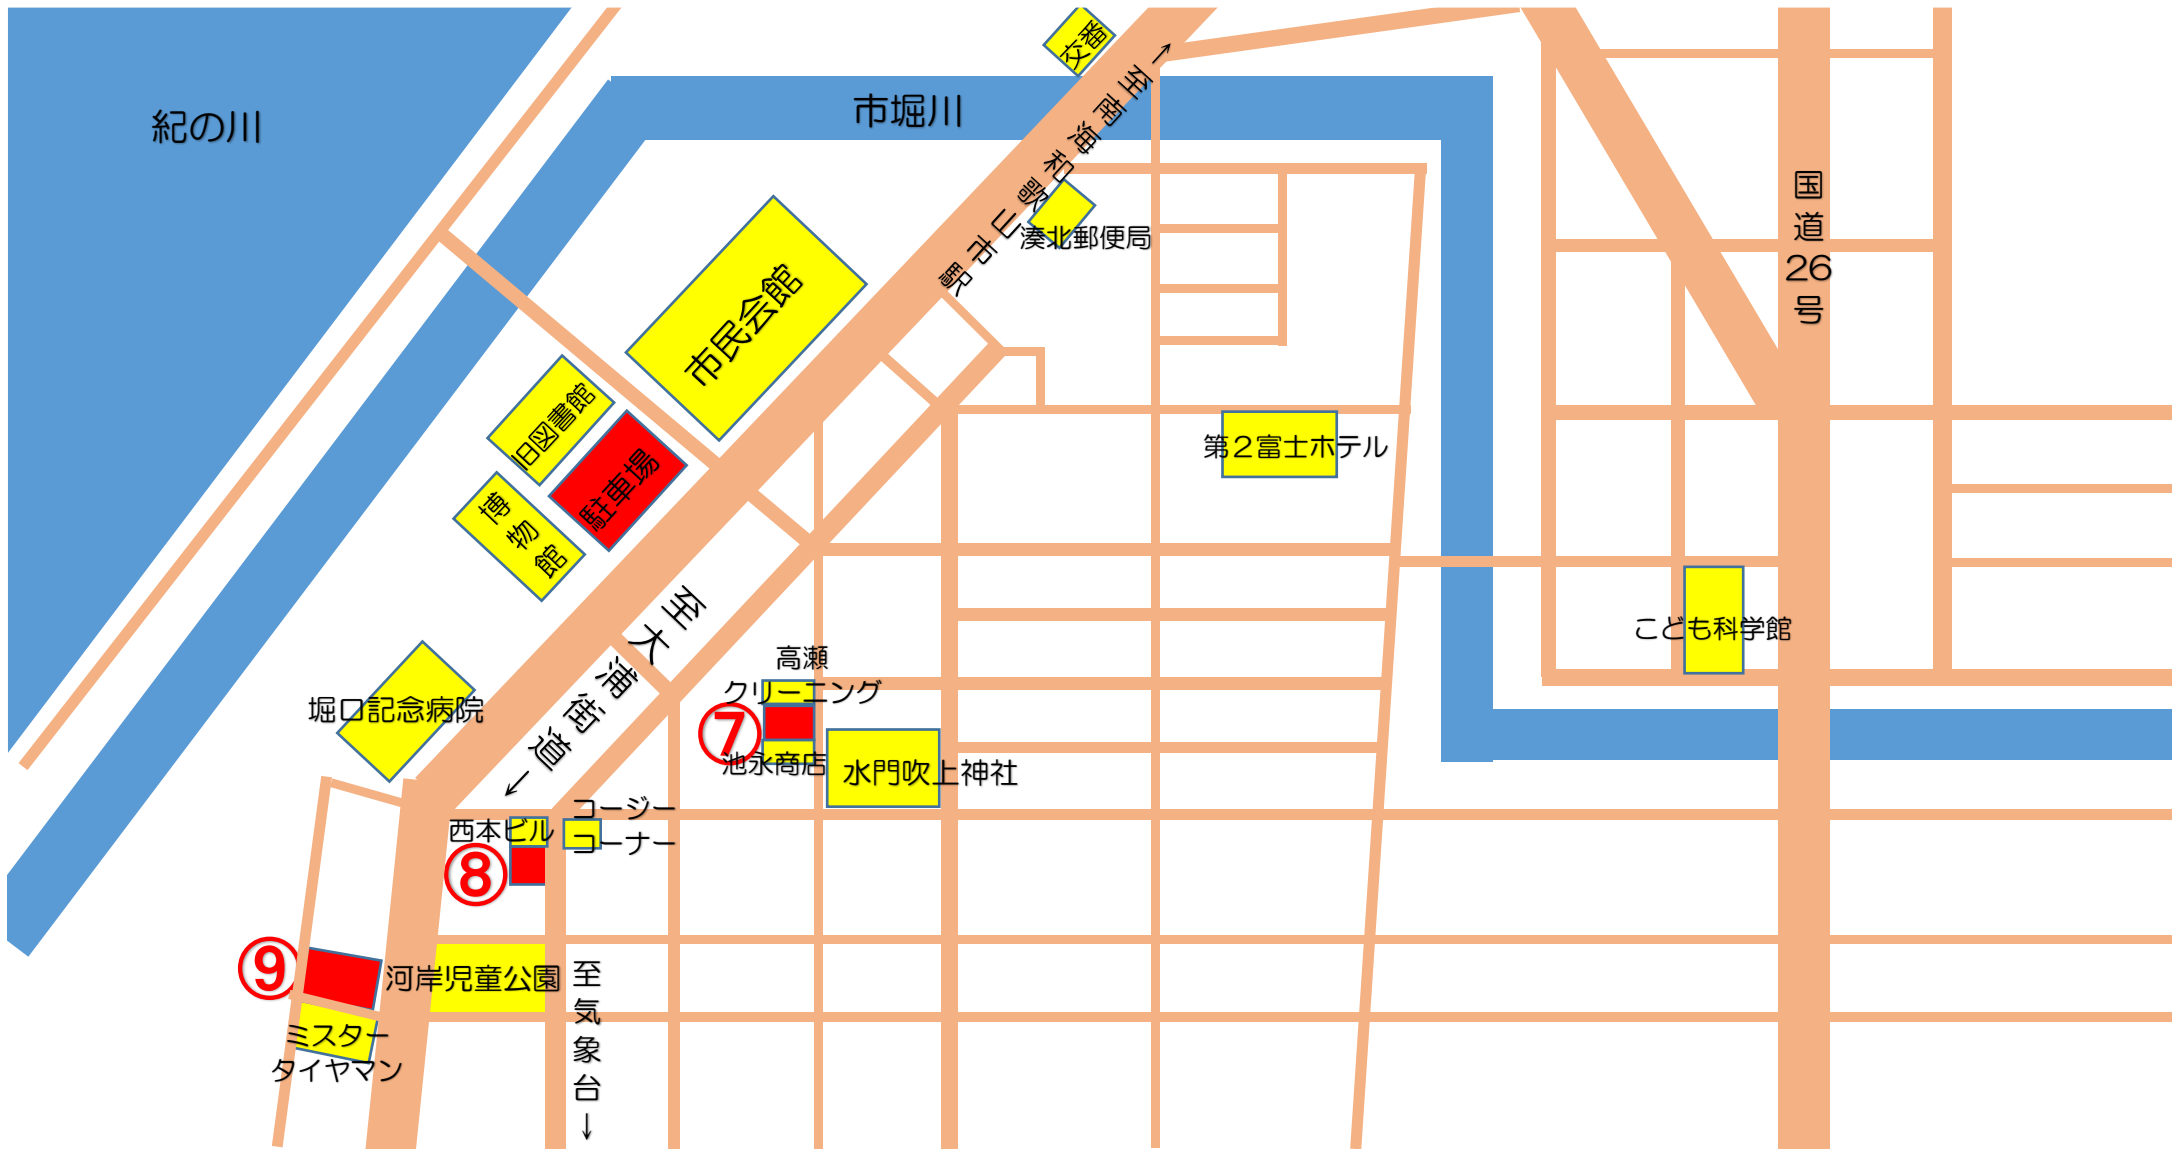 交番
紀の川
市堀川
←至南海和歌山市駅
国道26号
湊北郵便局
市民会館
旧図書館
駐車場
博物館
第２富士ホテル
至大浦街道←
こども科学館
高瀬
クリーニング
⑦
池永商店
水門吹上神社
堀口記念病院
コージー
コーナー
西本ビル
⑧
⑨
河岸児童公園
至気象台→
ミスター
タイヤマン